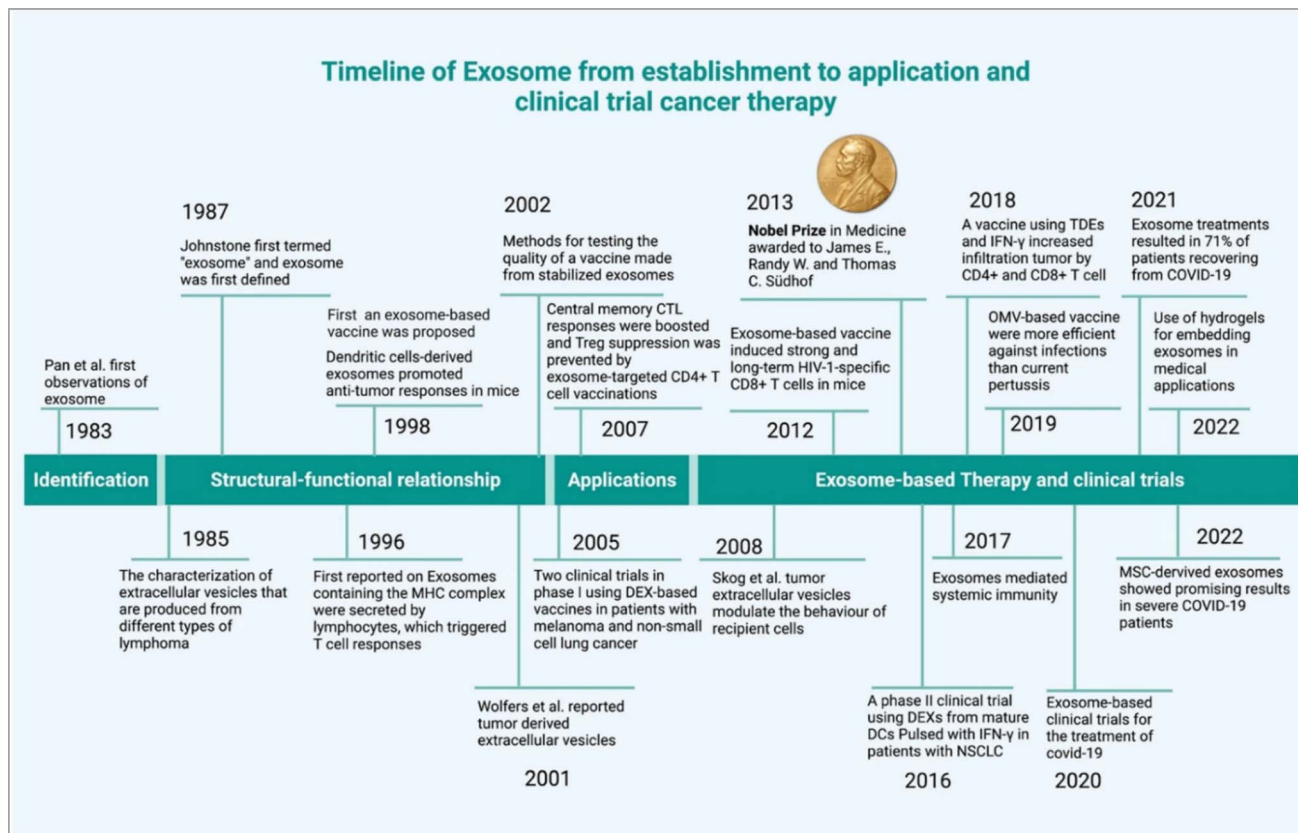 Timeline of Exosome from establishment to application and
clinical trial cancer therapy
1987
Johnstone first termed
"exosome" and exosome
was first defined
2002
Methods for testing the
quality of a vaccine made
from stabilized exosomes
2013
Nobel Prize in Medicine
awarded to James E.,
Randy W. and Thomas
C. Südhof
2018
A vaccine using TDEs
and IFN-γ increased
infiltration tumor by
CD4+ and CD8+ T cell
2021
Exosome treatments
resulted in 71% of
patients recovering
from COVID-19
Pan et al. first
observations of
exosome
1983
First an exosome-based
vaccine was proposed
Dendritic cells-derived
exosomes promoted
anti-tumor responses in mice
1998
Central memory CTL
responses were boosted
and Treg suppression was
prevented by
exosome-targeted CD4+ T
cell vaccinations
2007
Exosome-based vaccine
induced strong and
long-term HIV-1-specific
CD8+ T cells in mice
2012
OMV-based vaccine
were more efficient
against infections
than current
pertussis
2019
Use of hydrogels
for embedding
exosomes in
medical
applications
2022
Identification
Structural-functional relationship
Applications
Exosome-based Therapy and clinical trials
1985
The characterization of
extracellular vesicles that
are produced from
different types of
lymphoma
1996
First reported on Exosomes
containing the MHC complex
were secreted by
lymphocytes, which triggered
T cell responses
2005
Two clinical trials in
phase I using DEX-based
vaccines in patients with
melanoma and non-small
cell lung cancer
2008
Skog et al. tumor
extracellular vesicles
modulate the behaviour of
recipient cells
2017
Exosomes mediated
systemic immunity
2022
MSC-dervived exosomes
showed promising results
in severe COVID-19
patients
Wolfers et al. reported
tumor derived
extracellular vesicles
2001
A phase II clinical trial
using DEXs from mature
DCs Pulsed with IFN-γ in
patients with NSCLC
2016
Exosome-based
clinical trials for
the treatment of
covid-19
2020